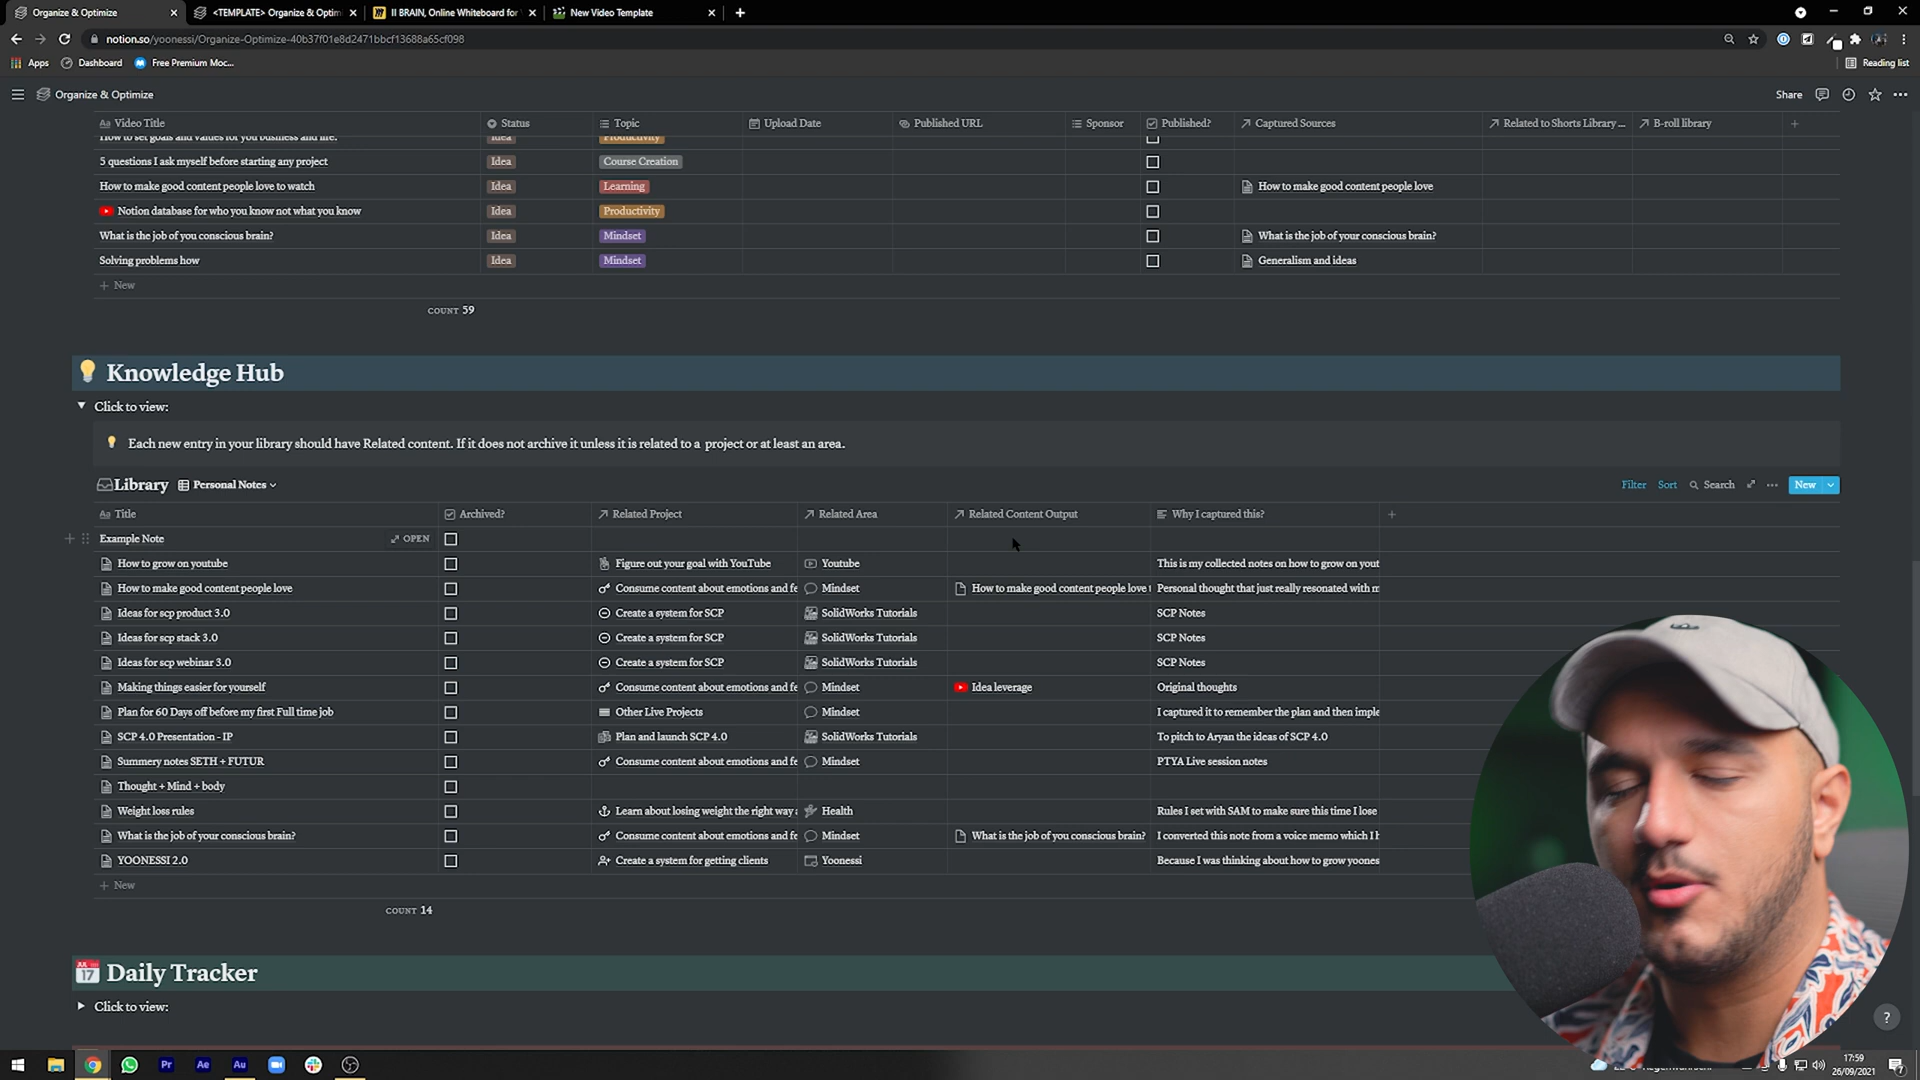 Organize & Optimize
<TEMPLATE> Organize & Optim
II BRAIN, Online Whiteboard for
New Video Template
notion.so/yoonessi/Organize-Optimize-40b37f01e8d2471bbcf13688a65cf098
Apps
Dashboard
Free Premium Moc...
Reading list
Organize & Optimize
Share
Video Title Status Topic Upload Date Published URL Sponsor Published? Captured Sources Related to Shorts Library ... B-roll library
How to set goals and values for you business and life. Idea Productivity
5 questions I ask myself before starting any project Idea Course Creation
How to make good content people love to watch Idea Learning How to make good content people love
Notion database for who you know not what you know Idea Productivity
What is the job of you conscious brain? Idea Mindset What is the job of your conscious brain?
Solving problems how Idea Mindset Generalism and ideas
+ New
COUNT 59
Knowledge Hub
Click to view:
Each new entry in your library should have Related content. If it does not archive it unless it is related to a project or at least an area.
Library Personal Notes
Filter Sort Search New
Title Archived? Related Project Related Area Related Content Output Why I captured this?
Example Note OPEN
How to grow on youtube Figure out your goal with YouTube Youtube This is my collected notes on how to grow on yout
How to make good content people love Consume content about emotions and fe Mindset How to make good content people love t Personal thought that just really resonated with m
Ideas for scp product 3.0 Create a system for SCP SolidWorks Tutorials SCP Notes
Ideas for scp stack 3.0 Create a system for SCP SolidWorks Tutorials SCP Notes
Ideas for scp webinar 3.0 Create a system for SCP SolidWorks Tutorials SCP Notes
Making things easier for yourself Consume content about emotions and fe Mindset Idea leverage Original thoughts
Plan for 60 Days off before my first Full time job Other Live Projects Mindset I captured it to remember the plan and then imple
SCP 4.0 Presentation - IP Plan and launch SCP 4.0 SolidWorks Tutorials To pitch to Aryan the ideas of SCP 4.0
Summery notes SETH + FUTUR Consume content about emotions and fe Mindset PTYA Live session notes
Thought + Mind + body
Weight loss rules Learn about losing weight the right way a Health Rules I set with SAM to make sure this time I lose
What is the job of your conscious brain? Consume content about emotions and fe Mindset What is the job of you conscious brain? I converted this note from a voice memo which I h
YOONESSI 2.0 Create a system for getting clients Yoonessi Because I was thinking about how to grow yoones
+ New
COUNT 14
JUL 17 Daily Tracker
Click to view:
?
Pr Ae Au
17:59
26/09/2021